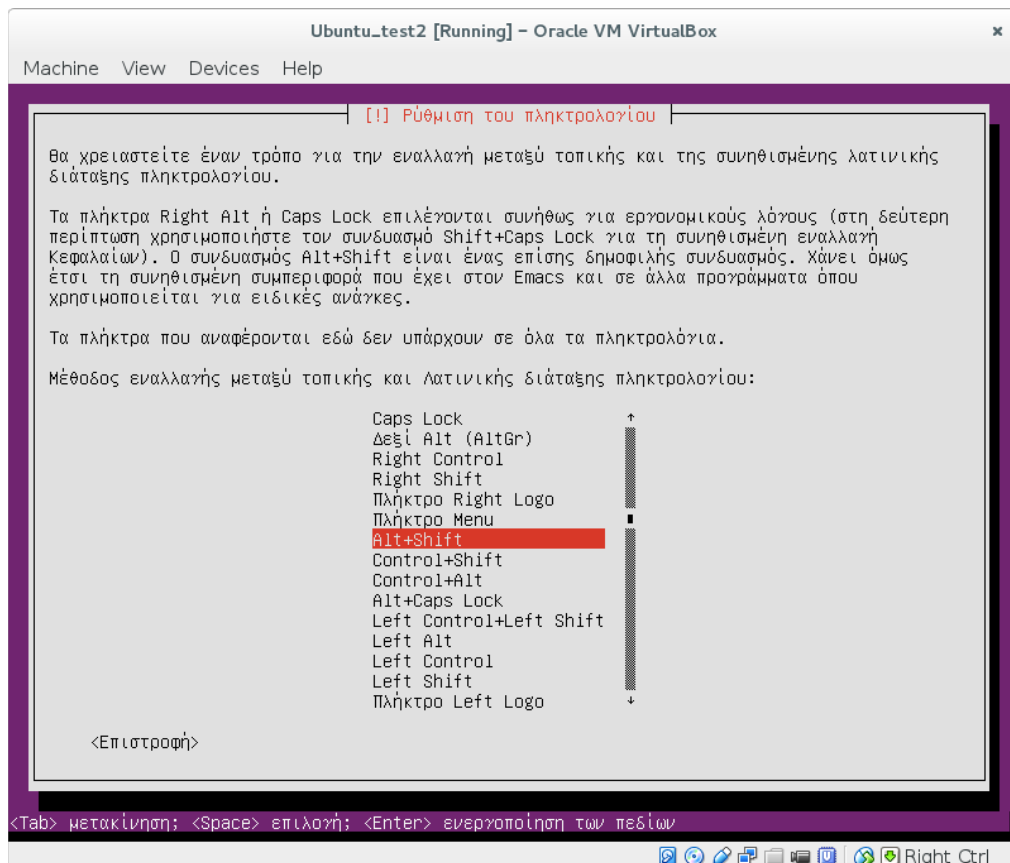 Ubuntu_test2 [Running] - Oracle VM VirtualBox
Machine View Devices Help
[!] Ρύθμιση του πληκτρολογίου
Θα χρειαστείτε έναν τρόπο για την εναλλαγή μεταξύ τοπικής και της συνηθισμένης λατινικής
διάταξης πληκτρολογίου.
Τα πλήκτρα Right Alt ή Caps Lock επιλέγονται συνήθως για εργονομικούς λόγους (στη δεύτερη
περίπτωση χρησιμοποιήστε τον συνδυασμό Shift+Caps Lock για τη συνηθισμένη εναλλαγή
Κεφαλαίων). Ο συνδυασμός Alt+Shift είναι ένας επίσης δημοφιλής συνδυασμός. Χάνει όμως
έτσι τη συνηθισμένη συμπεριφορά που έχει στον Emacs και σε άλλα προγράμματα όπου
χρησιμοποιείται για ειδικές ανάγκες.
Τα πλήκτρα που αναφέρονται εδώ δεν υπάρχουν σε όλα τα πληκτρολόγια.
Μέθοδος εναλλαγής μεταξύ τοπικής και Λατινικής διάταξης πληκτρολογίου:
Caps Lock
Δεξί Alt (AltGr)
Right Control
Right Shift
Πλήκτρο Right Logo
Πλήκτρο Menu
Alt+Shift
Control+Shift
Control+Alt
Alt+Caps Lock
Left Control+Left Shift
Left Alt
Left Control
Left Shift
Πλήκτρο Left Logo
<Επιστροφή>
<Tab> μετακίνηση; <Space> επιλογή; <Enter> ενεργοποίηση των πεδίων
Right Ctrl